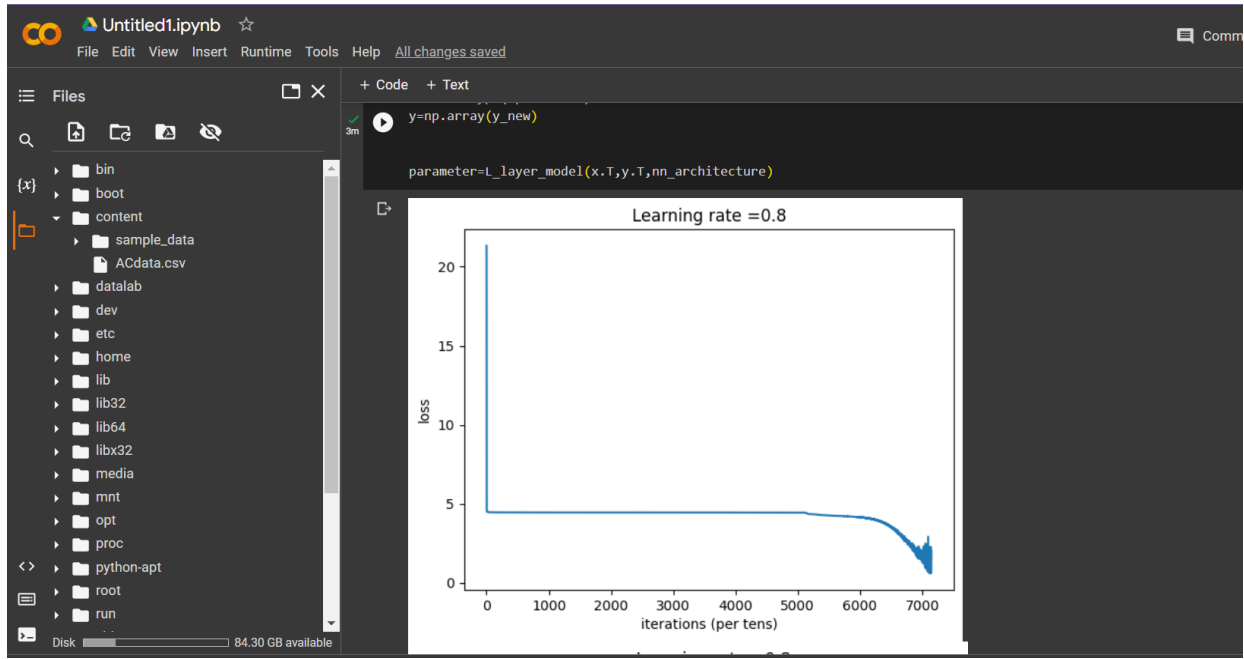 Untitled1.ipynb
File Edit View Insert Runtime Tools Help All changes saved
Comm
Files
+ Code + Text
3m
y=np.array(y_new)
parameter=L_layer_model(x.T,y.T,nn_architecture)
{x}
bin
boot
content
sample_data
ACdata.csv
datalab
dev
etc
home
lib
lib32
lib64
libx32
media
mnt
opt
proc
python-apt
root
run
Disk 84.30 GB available
Learning rate =0.8
20
15
10
5
0
loss
0 1000 2000 3000 4000 5000 6000 7000
iterations (per tens)